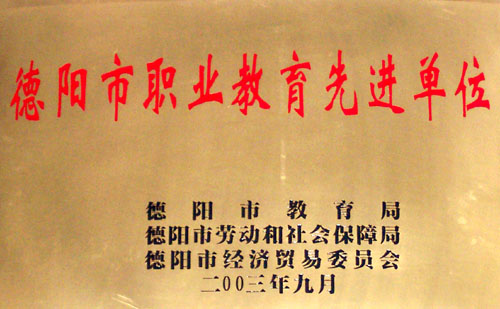 德阳市职业教育先进单位
德阳市教育局
德阳市劳动和社会保障局
德阳市经济贸易委员会
二00三年九月